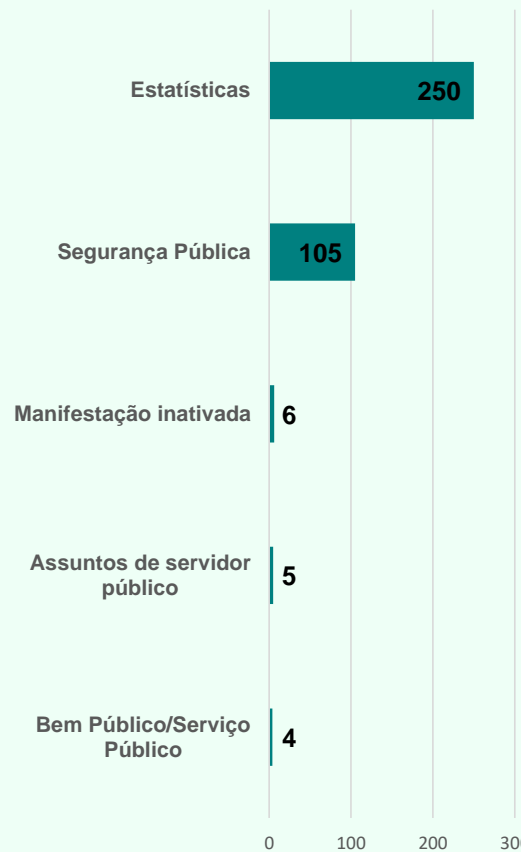 Estatísticas
250
Segurança Pública
105
Manifestação inativada
6
Assuntos de servidor
público
5
Bem Público/Serviço
Público
4
0 100 200 300